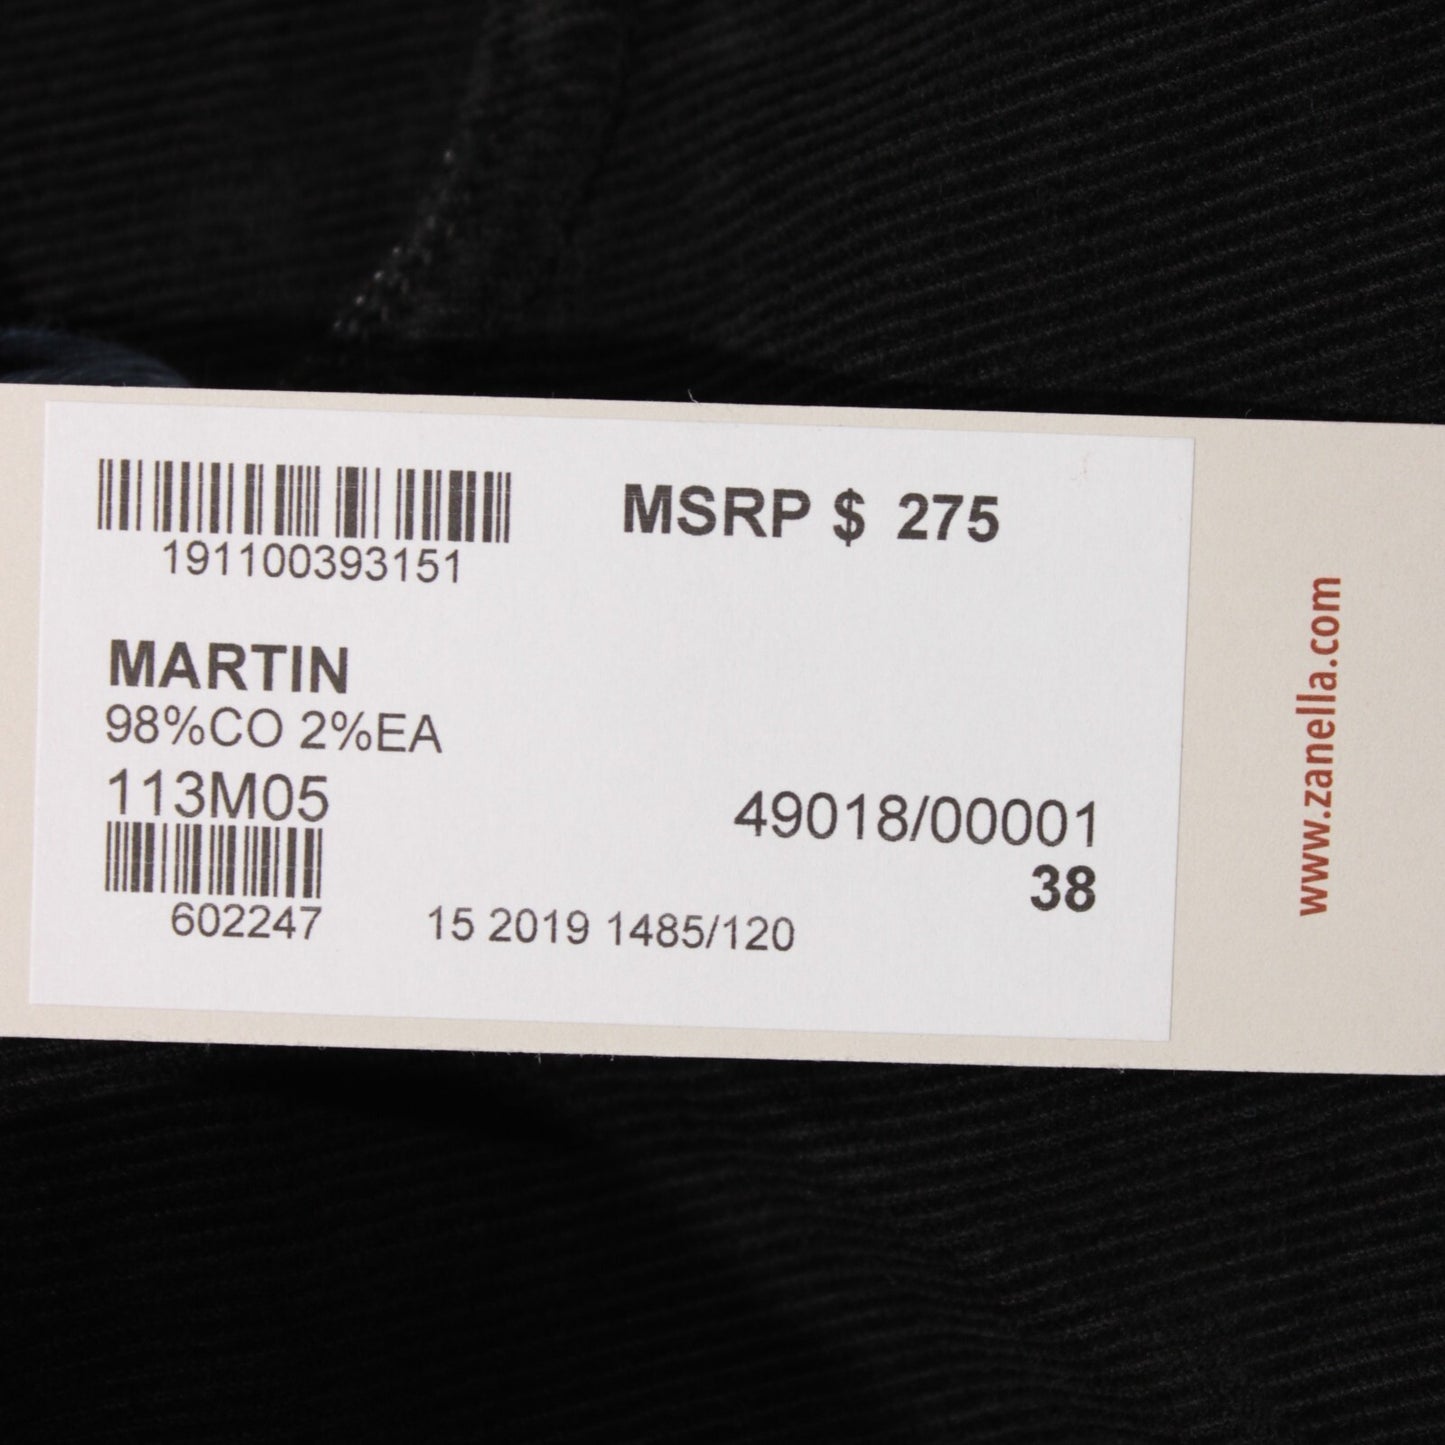 MSRP $ 275
191100393151
MARTIN
98%CO 2%EA
113M05
49018/00001
38
602247
15 2019 1485/120
www.zanella.com